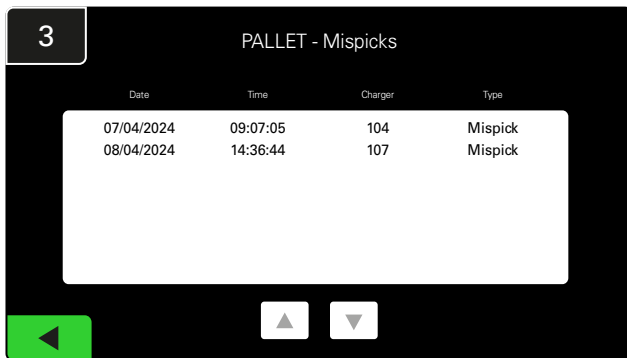 3
PALLET - Mispicks
Date Time Charger Type
07/04/2024 09:07:05 104 Mispick
08/04/2024 14:36:44 107 Mispick